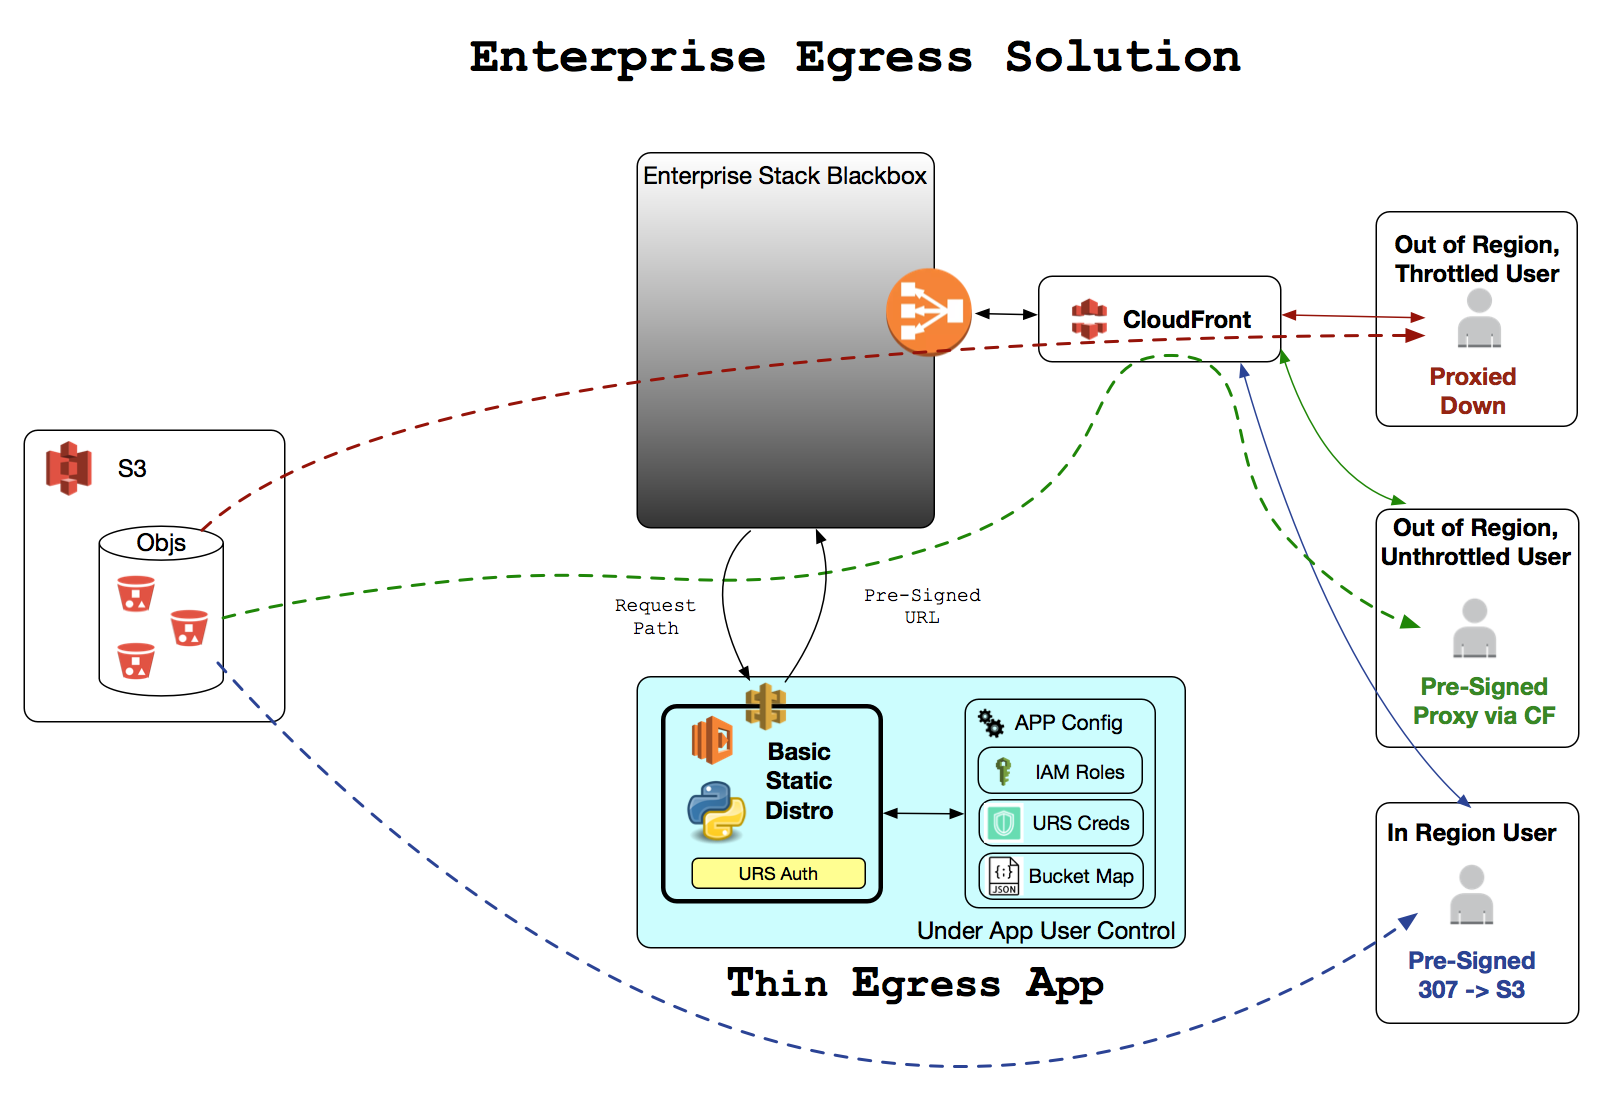 Enterprise Egress Solution
Enterprise Stack Blackbox
Out of Region,
Throttled User
CloudFront
Proxied
Down
S3
Objs
Out of Region,
Unthrottled User
Request
Path
Pre-Signed
URL
Pre-Signed
Proxy via CF
Basic
Static
Distro
URS Auth
APP Config
IAM Roles
URS Creds
{;}
JSON
Bucket Map
Under App User Control
In Region User
Pre-Signed
307 -> S3
Thin Egress App